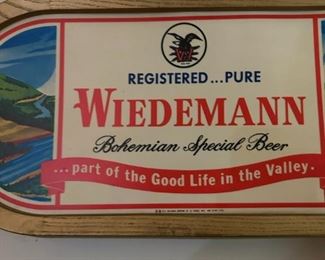 REGISTERED...PURE
WIEDEMANN
Bohemian Special Beer
...part of the Good Life in the Valley.